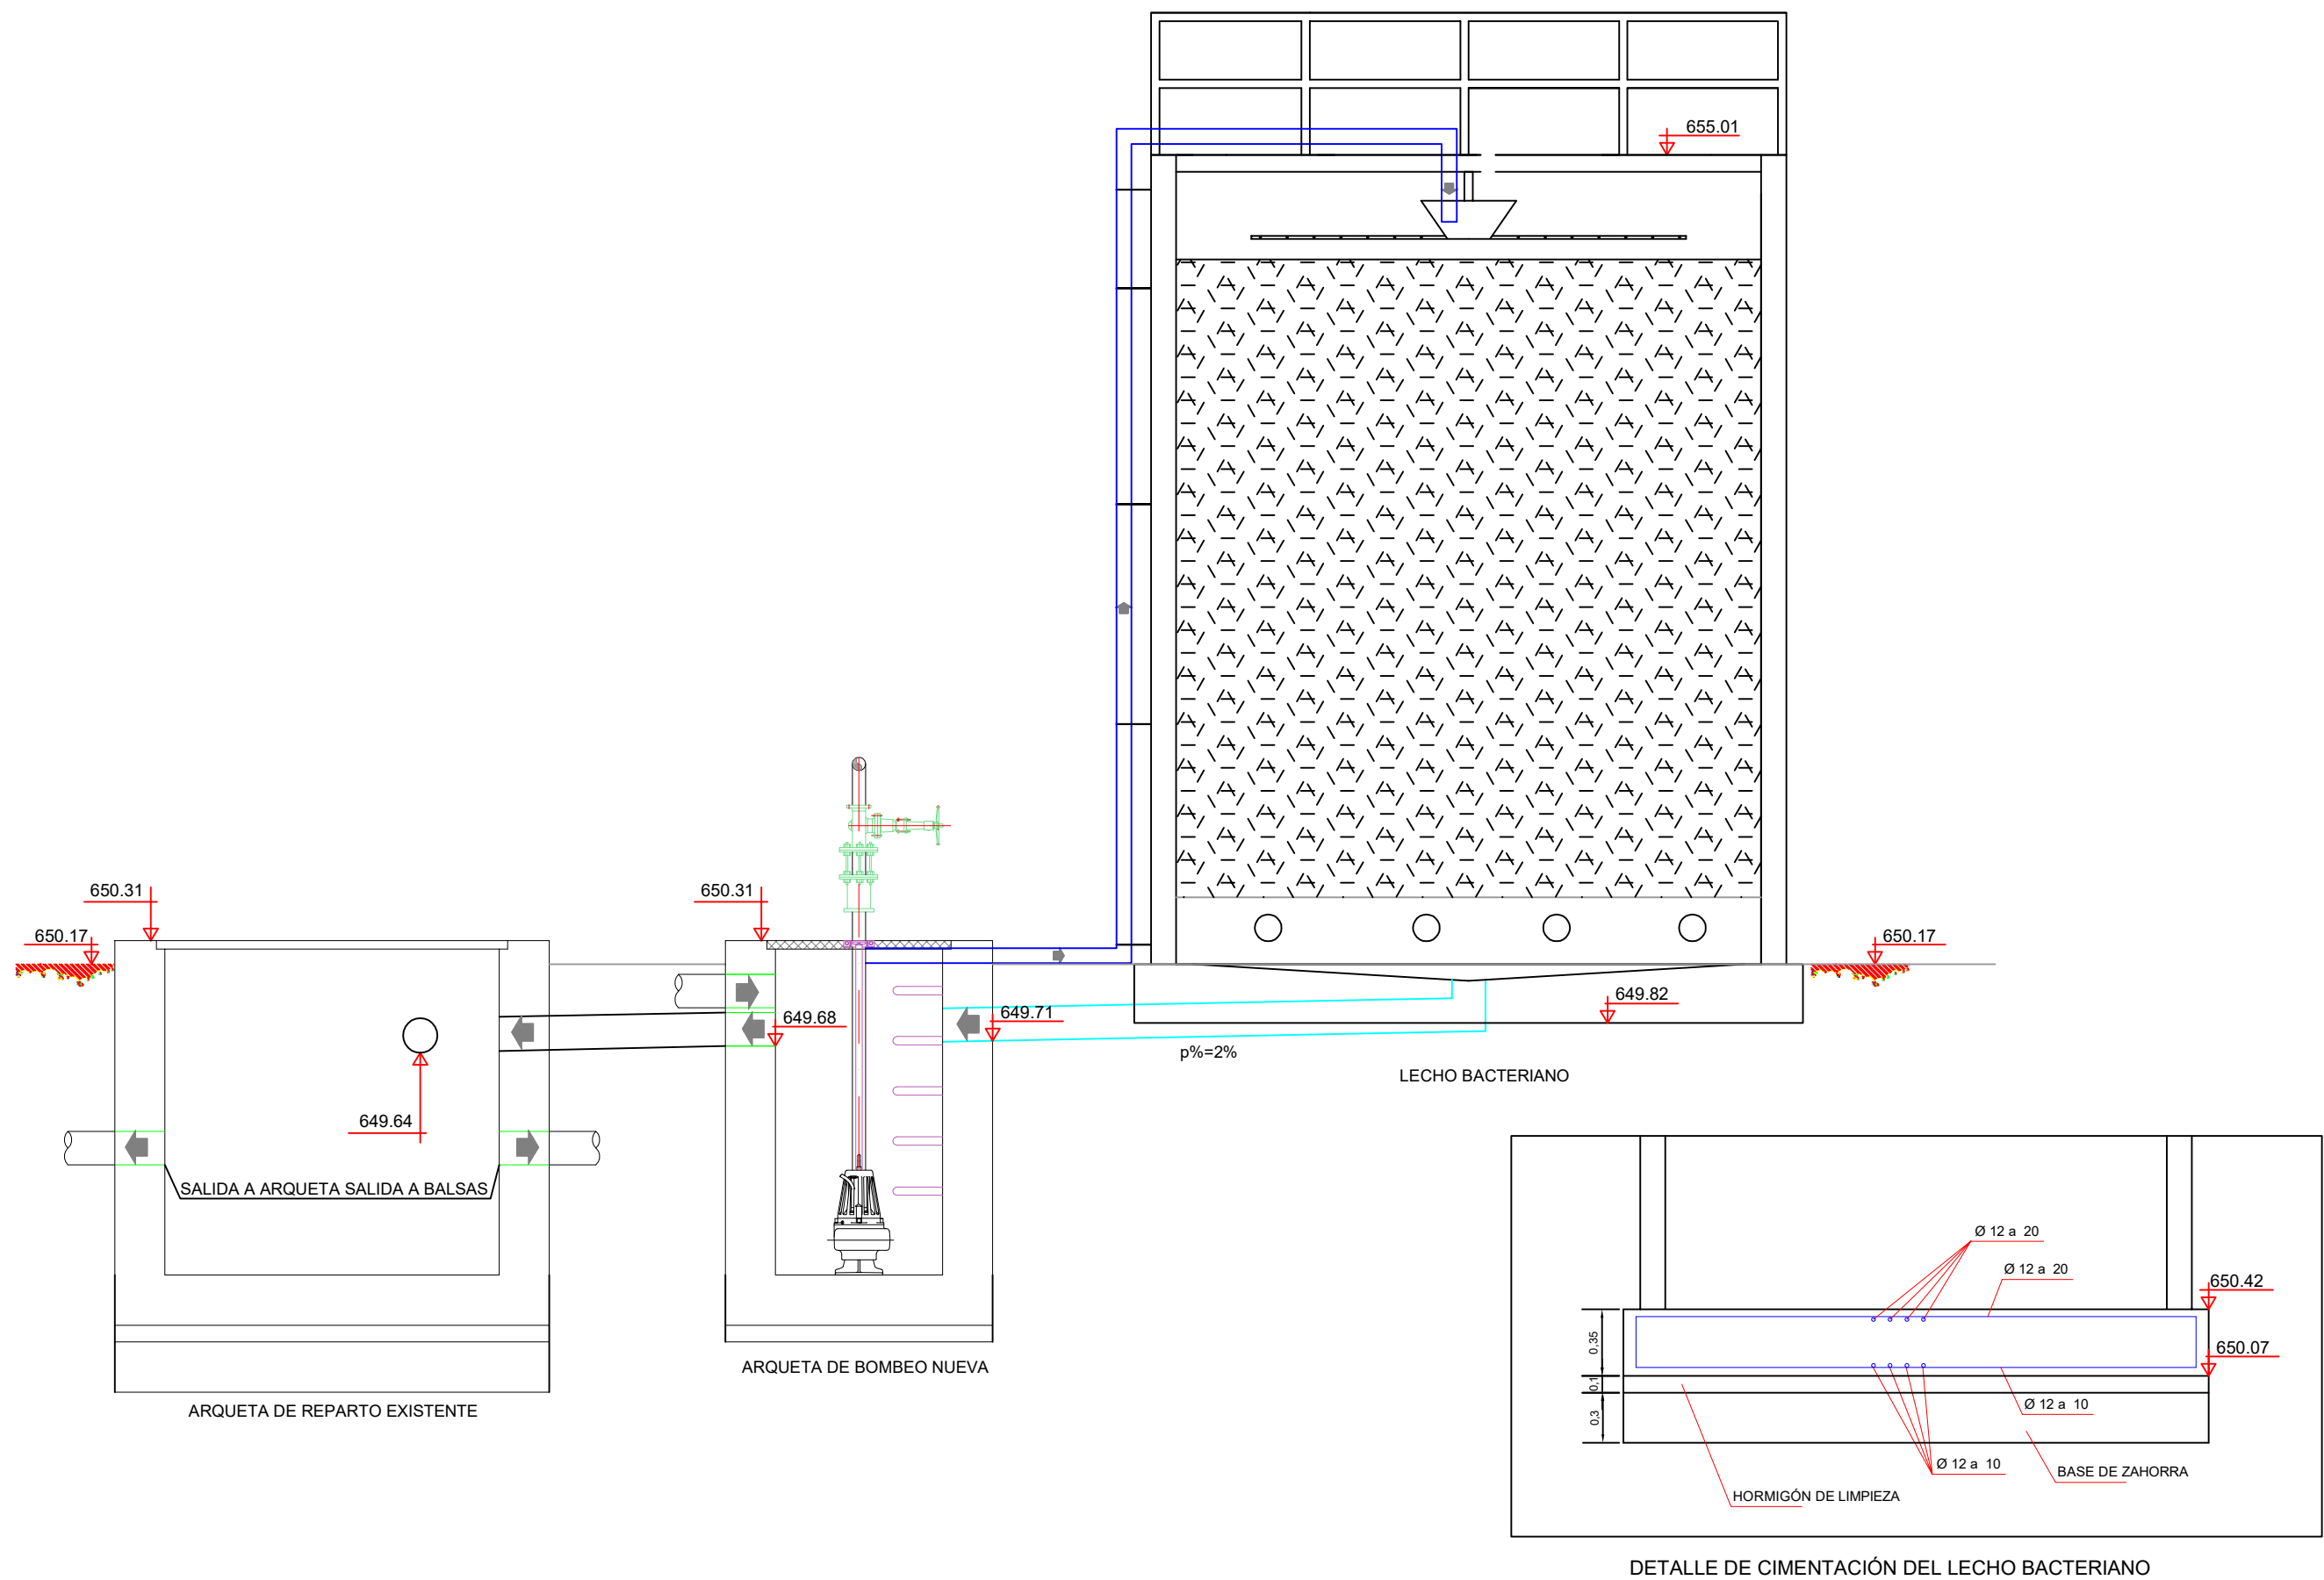 655.01
650.31
650.31
650.17
650.17
649.82
649.68
649.71
p%=2%
LECHO BACTERIANO
649.64
SALIDA A ARQUETA SALIDA A BALSAS
ARQUETA DE BOMBEO NUEVA
ARQUETA DE REPARTO EXISTENTE
Ø 12 a 20
Ø 12 a 20
650.42
0,35
650.07
0,1
Ø 12 a 10
0,3
Ø 12 a 10
BASE DE ZAHORRA
HORMIGÓN DE LIMPIEZA
DETALLE DE CIMENTACIÓN DEL LECHO BACTERIANO